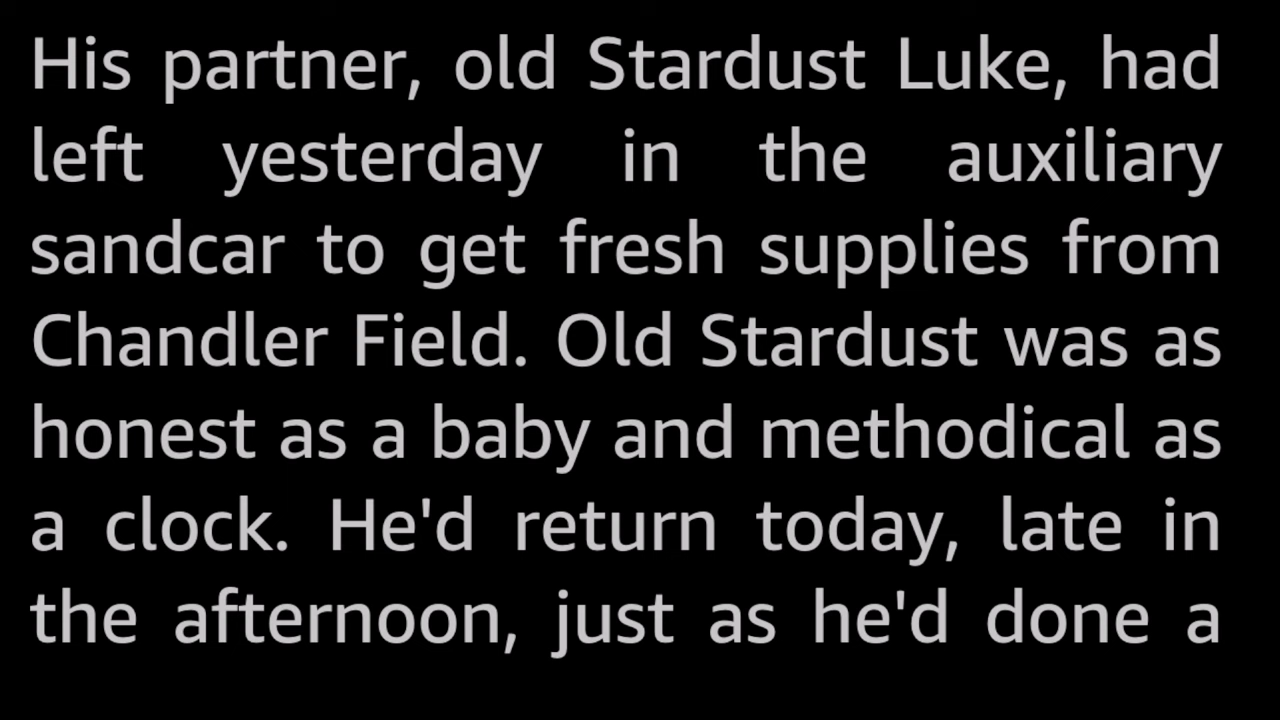 His partner, old Stardust Luke, had
left yesterday in the auxiliary
sandcar to get fresh supplies from
Chandler Field. Old Stardust was as
honest as a baby and methodical as
a clock. He'd return today, late in
the afternoon, just as he'd done a